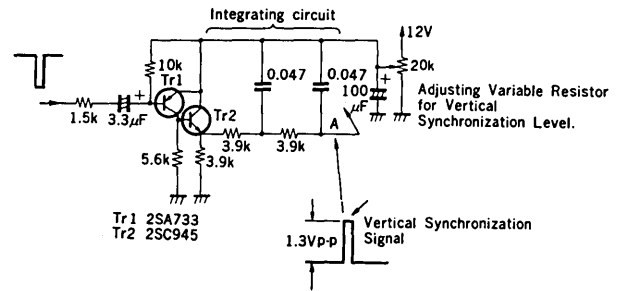 Integrating circuit
12V
10k
Tr1
0.047
0.047
20k
100
μF
+
Adjusting Variable Resistor
for Vertical
Synchronization Level.
+
1.5k
3.3μF
Tr2
A
3.9k
3.9k
5.6k
3.9k
Tr1 2SA733
Tr2 2SC945
1.3Vp-p
Vertical Synchronization
Signal